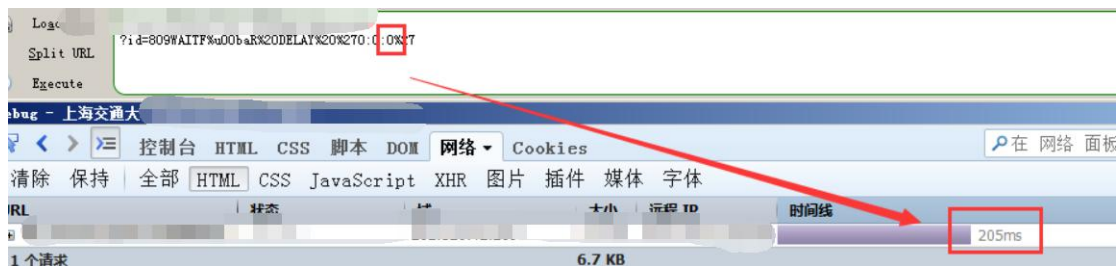 ?id=809WAITF%u00baR%20DELAY%20%270:0:0%27
Split URL
Execute
ebug - 上海交通大
控制台 HTML CSS 脚本 DOM 网络 Cookies 在 网络 面板
清除 保持 全部 HTML CSS JavaScript XHR 图片 插件 媒体 字体
状态 大小 远程 IP 时间线
205ms
1 个请求 6.7 KB